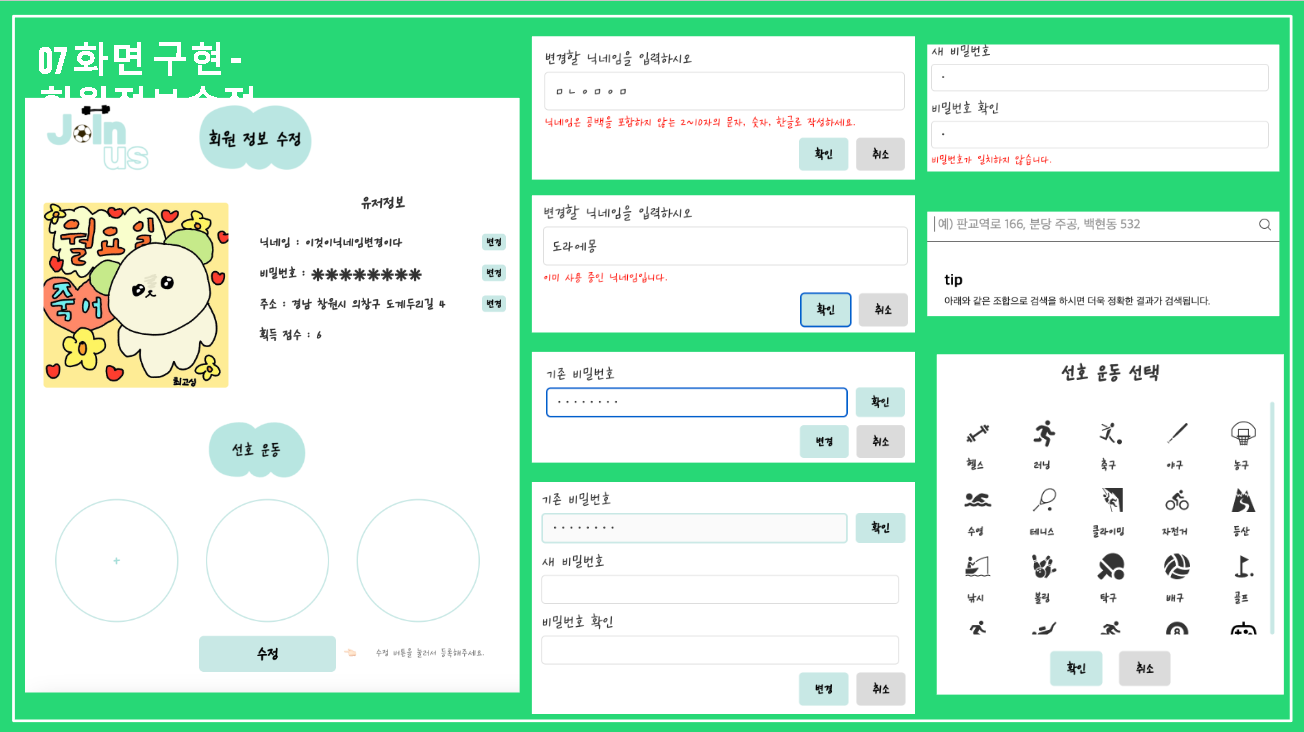 07 화면 구현 -
회원정보수정
JoIn
us
회원 정보 수정
월요일
죽어
최고심
유저정보
닉네임 : 이것이닉네임변경이다
변경
비밀번호 : ********
변경
주소 : 경남 창원시 의창구 도계두리길 4
변경
획득 점수 : 6
선호 운동
+
수정
수정 버튼을 눌러서 등록해주세요.
변경할 닉네임을 입력하시오
ㅁㄴㅇㅁㅇㅁ
닉네임은 공백을 포함하지 않는 2~10자의 문자, 숫자, 한글로 작성하세요.
확인 취소
변경할 닉네임을 입력하시오
도라에몽
이미 사용 중인 닉네임입니다.
확인 취소
기존 비밀번호
········
확인
변경 취소
기존 비밀번호
········
확인
새 비밀번호
비밀번호 확인
변경 취소
새 비밀번호
·
비밀번호 확인
·
비밀번호가 일치하지 않습니다.
예) 판교역로 166, 분당 주공, 백현동 532
tip
아래와 같은 조합으로 검색을 하시면 더욱 정확한 결과가 검색됩니다.
선호 운동 선택
헬스 러닝 축구 야구 농구
수영 테니스 클라이밍 자전거 등산
낚시 볼링 탁구 배구 골프
8
확인 취소